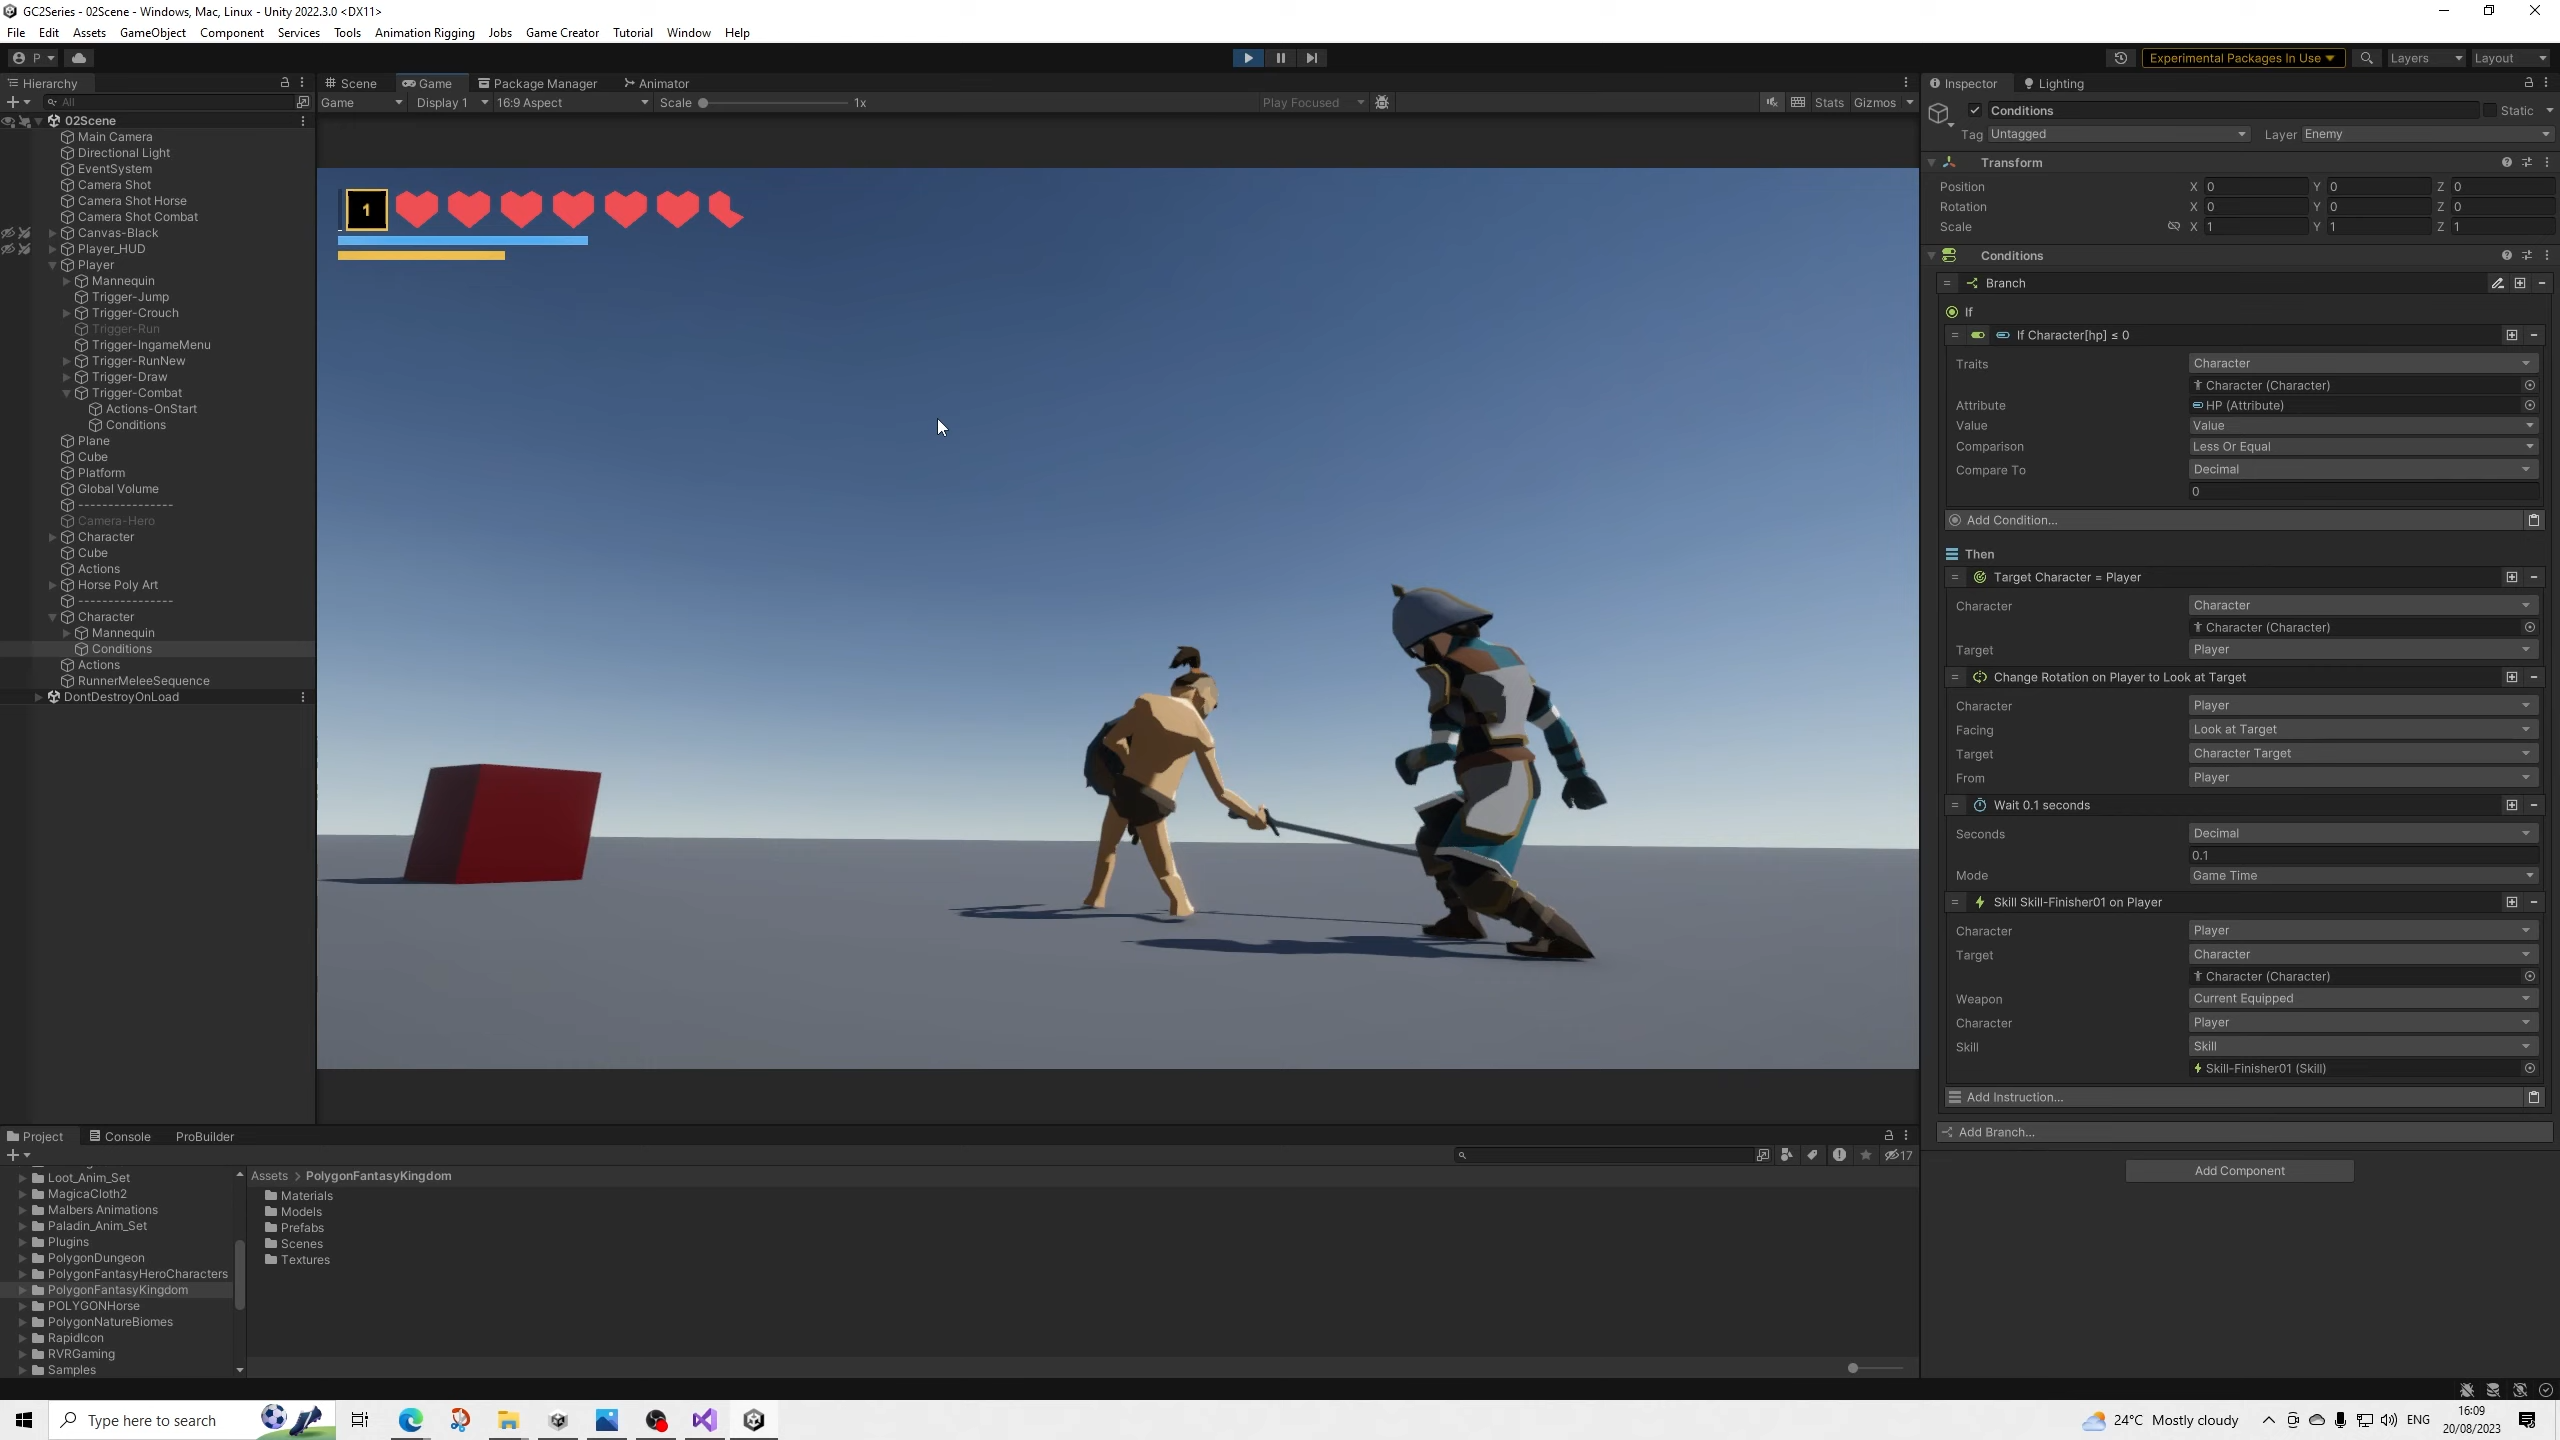 GC2Series - 02Scene - Windows, Mac, Linux - Unity 2022.3.0 <DX11>
File Edit Assets GameObject Component Services Tools Animation Rigging Jobs Game Creator Tutorial Window Help
P
Experimental Packages In Use
Layers
Layout
Hierarchy
All
02Scene
Main Camera
Directional Light
EventSystem
Camera Shot
Camera Shot Horse
Camera Shot Combat
Canvas-Black
Player_HUD
Player
Mannequin
Trigger-Jump
Trigger-Crouch
Trigger-Run
Trigger-IngameMenu
Trigger-RunNew
Trigger-Draw
Trigger-Combat
Actions-OnStart
Conditions
Plane
Cube
Platform
Global Volume
----------------
Camera-Hero
Character
Cube
Actions
Horse Poly Art
----------------
Character
Mannequin
Conditions
Actions
RunnerMeleeSequence
DontDestroyOnLoad
Scene Game Package Manager Animator
Game Display 1 16:9 Aspect Scale 1x Play Focused Stats Gizmos
1
Inspector Lighting
Conditions Static
Tag Untagged Layer Enemy
Transform
Position X 0 Y 0 Z 0
Rotation X 0 Y 0 Z 0
Scale X 1 Y 1 Z 1
Conditions
Branch
If
If Character[hp] ≤ 0
Traits Character
Character (Character)
Attribute HP (Attribute)
Value Value
Comparison Less Or Equal
Compare To Decimal
0
Add Condition...
Then
Target Character = Player
Character Character
Character (Character)
Target Player
Change Rotation on Player to Look at Target
Character Player
Facing Look at Target
Target Character Target
From Player
Wait 0.1 seconds
Seconds Decimal
0.1
Mode Game Time
Skill Skill-Finisher01 on Player
Character Player
Target Character
Character (Character)
Weapon Current Equipped
Character Player
Skill Skill
Skill-Finisher01 (Skill)
Add Instruction...
Add Branch...
Add Component
Project Console ProBuilder
17
Loot_Anim_Set
MagicaCloth2
Malbers Animations
Paladin_Anim_Set
Plugins
PolygonDungeon
PolygonFantasyHeroCharacters
PolygonFantasyKingdom
POLYGONHorse
PolygonNatureBiomes
RapidIcon
RVRGaming
Samples
Assets > PolygonFantasyKingdom
Materials
Models
Prefabs
Scenes
Textures
Type here to search
24°C Mostly cloudy
ENG
16:09
20/08/2023